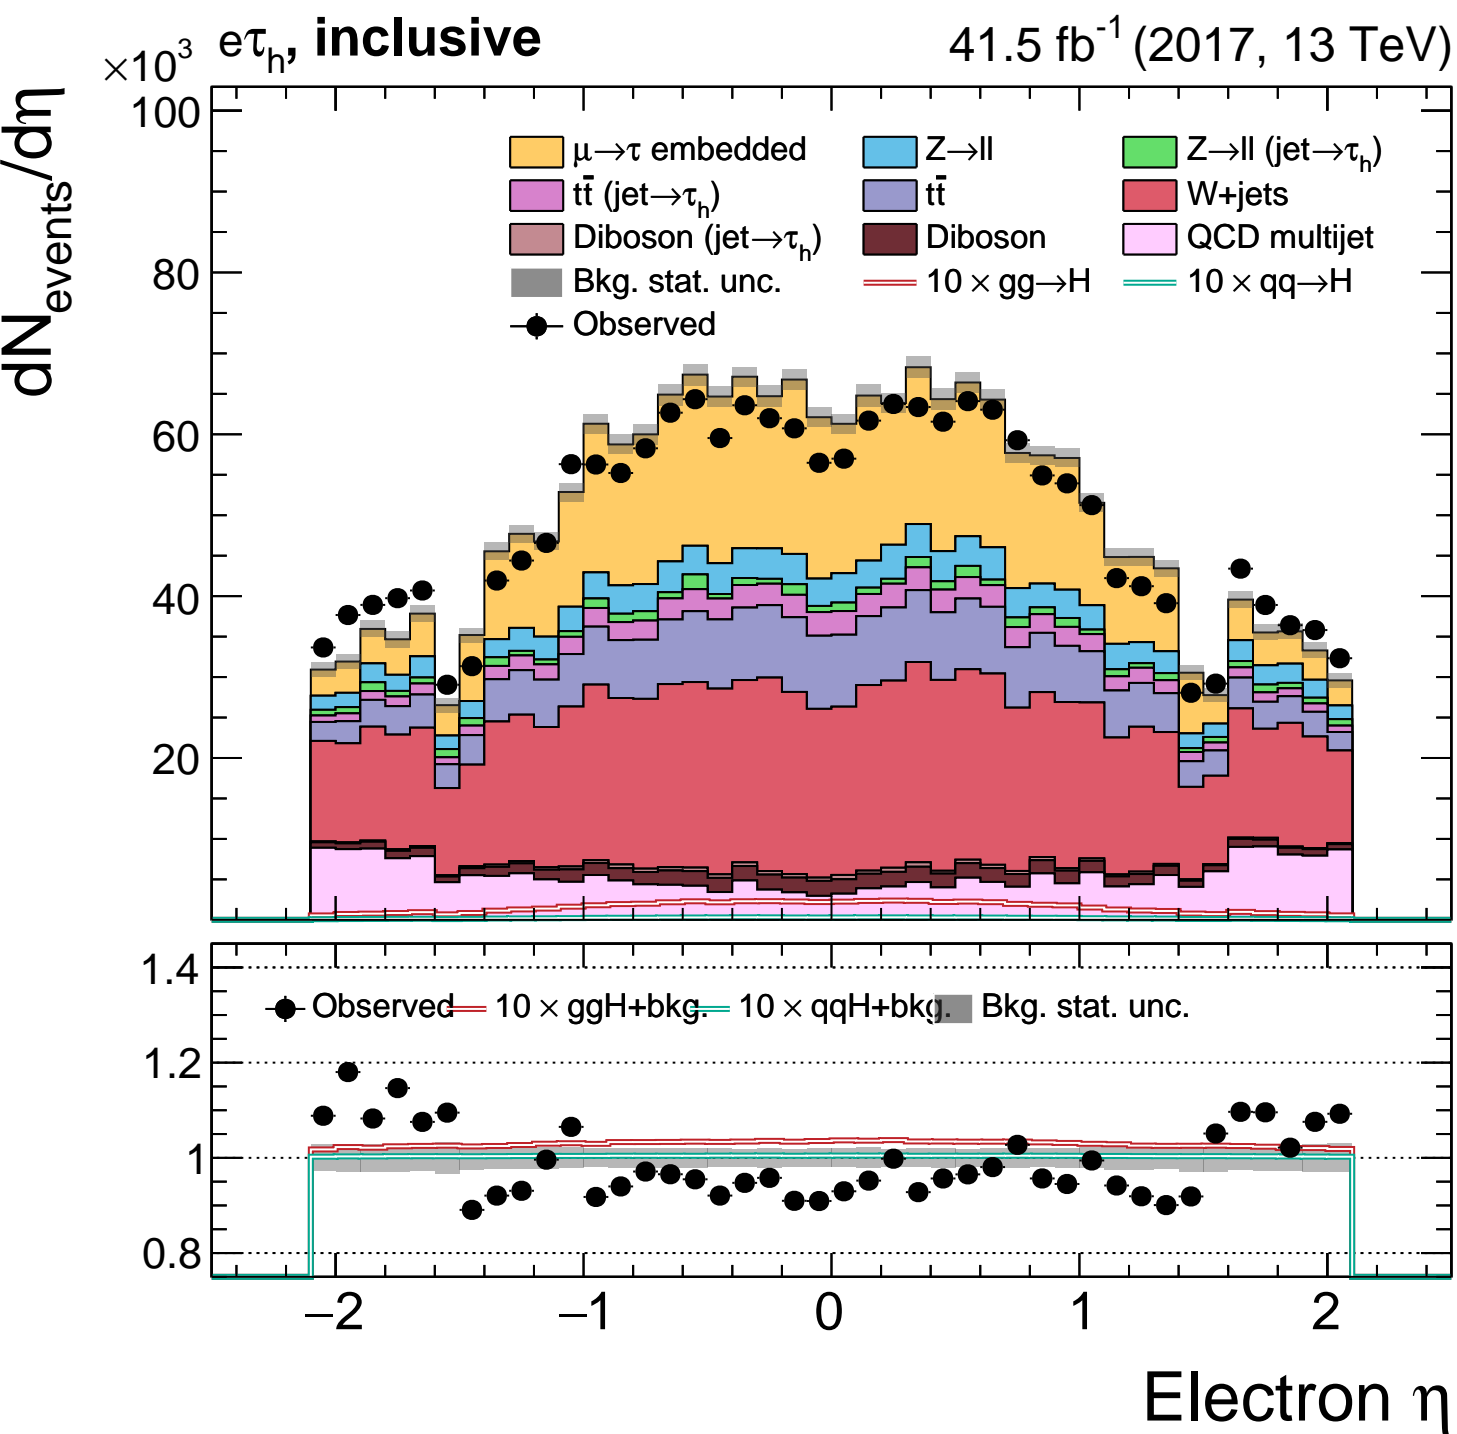 ×10³ eτₕ, inclusive 41.5 fb⁻¹ (2017, 13 TeV)
dN_events/dη
100
80
60
40
20
μ→τ embedded Z→ll Z→ll (jet→τₕ)
tt̄ (jet→τₕ) tt̄ W+jets
Diboson (jet→τₕ) Diboson QCD multijet
Bkg. stat. unc. 10 × gg→H 10 × qq→H
Observed
1.4
1.2
1
0.8
Observed 10 × ggH+bkg. 10 × qqH+bkg. Bkg. stat. unc.
−2 −1 0 1 2
Electron η